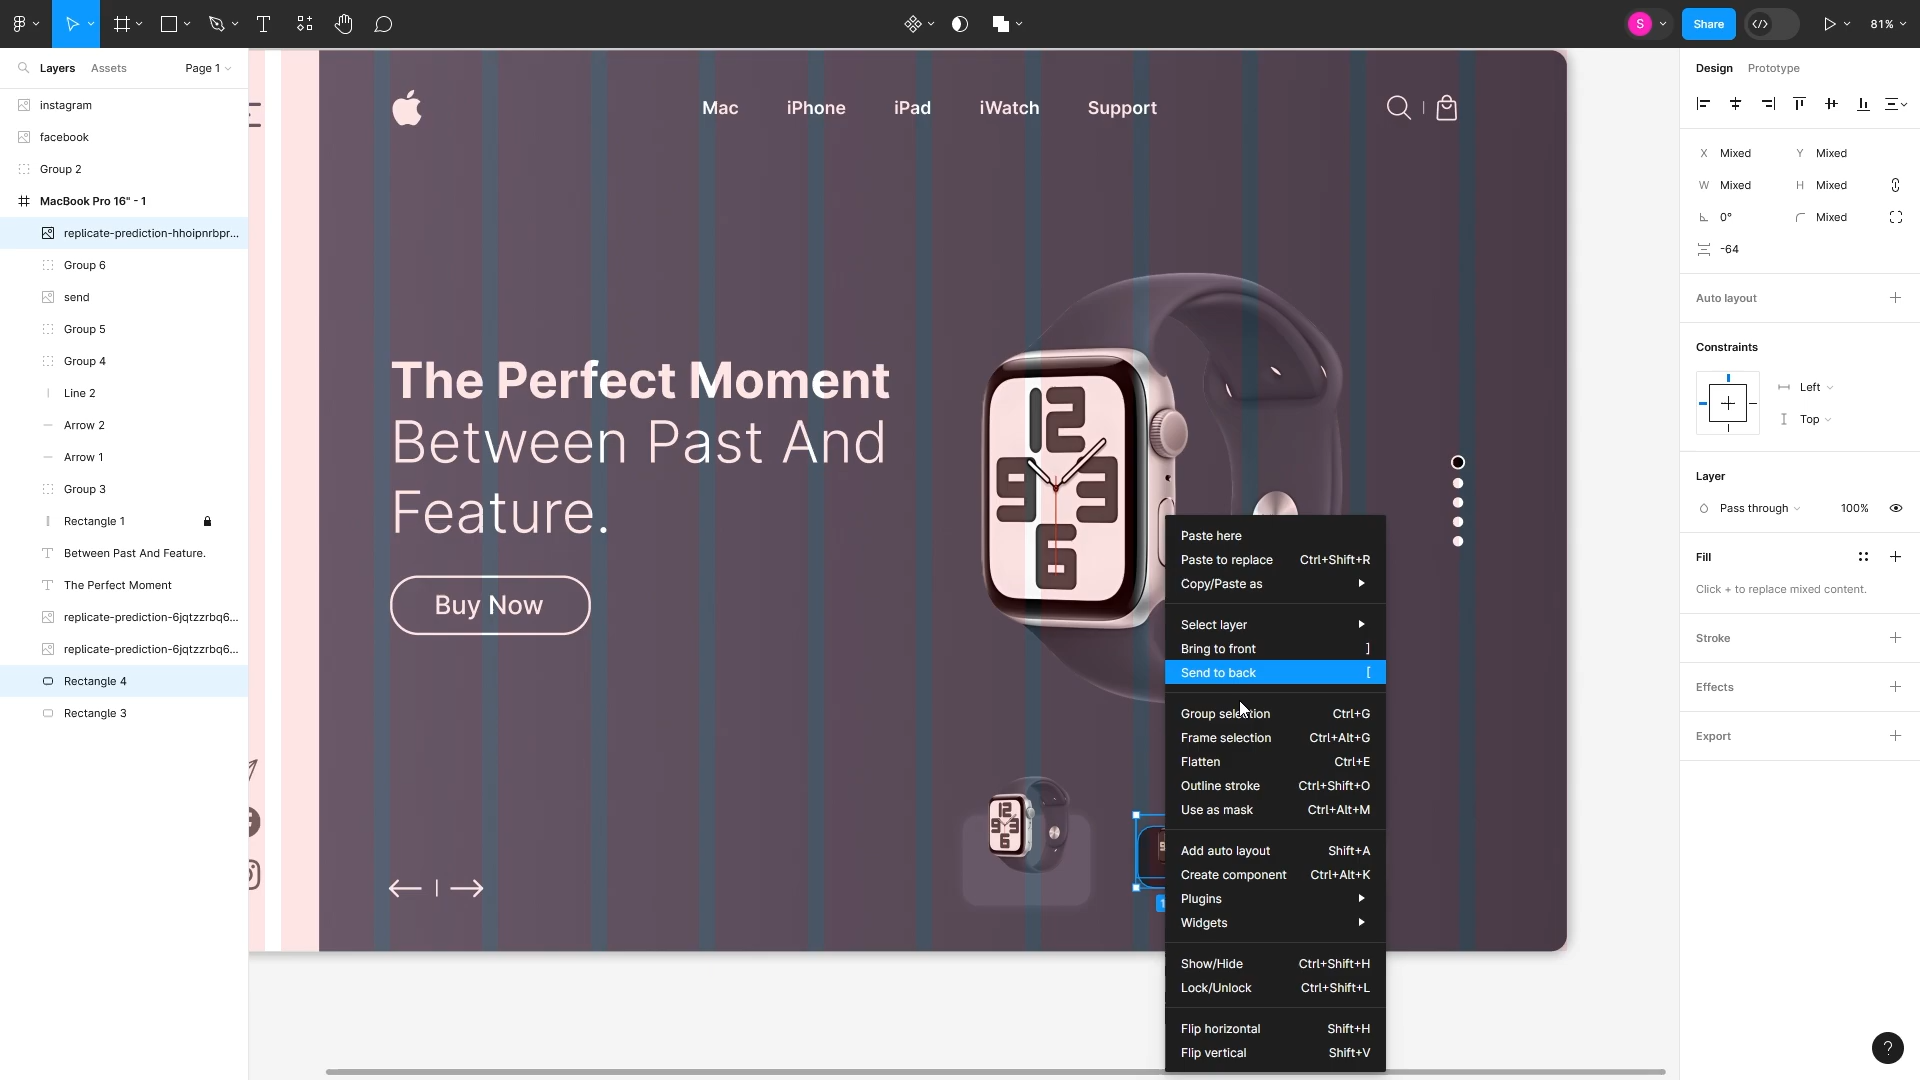 81%
Share
S
Layers
Assets
Page 1
instagram
facebook
Group 2
MacBook Pro 16" - 1
replicate-prediction-hhoipnrbpr...
Group 6
send
Group 5
Group 4
Line 2
Arrow 2
Arrow 1
Group 3
Rectangle 1
Between Past And Feature.
The Perfect Moment
replicate-prediction-6jqtzzrbq6...
replicate-prediction-6jqtzzrbq6...
Rectangle 4
Rectangle 3
Mac
iPhone
iPad
iWatch
Support
The Perfect Moment
Between Past And
Feature.
Buy Now
12
9 3
6
12
9 3
6
Paste here
Paste to replace Ctrl+Shift+R
Copy/Paste as
Select layer
Bring to front ]
Send to back [
Group selection Ctrl+G
Frame selection Ctrl+Alt+G
Flatten Ctrl+E
Outline stroke Ctrl+Shift+O
Use as mask Ctrl+Alt+M
Add auto layout Shift+A
Create component Ctrl+Alt+K
Plugins
Widgets
Show/Hide Ctrl+Shift+H
Lock/Unlock Ctrl+Shift+L
Flip horizontal Shift+H
Flip vertical Shift+V
Design
Prototype
X Mixed Y Mixed
W Mixed H Mixed
0° Mixed
-64
Auto layout
Constraints
Left
Top
Layer
Pass through 100%
Fill
Click + to replace mixed content.
Stroke
Effects
Export
?